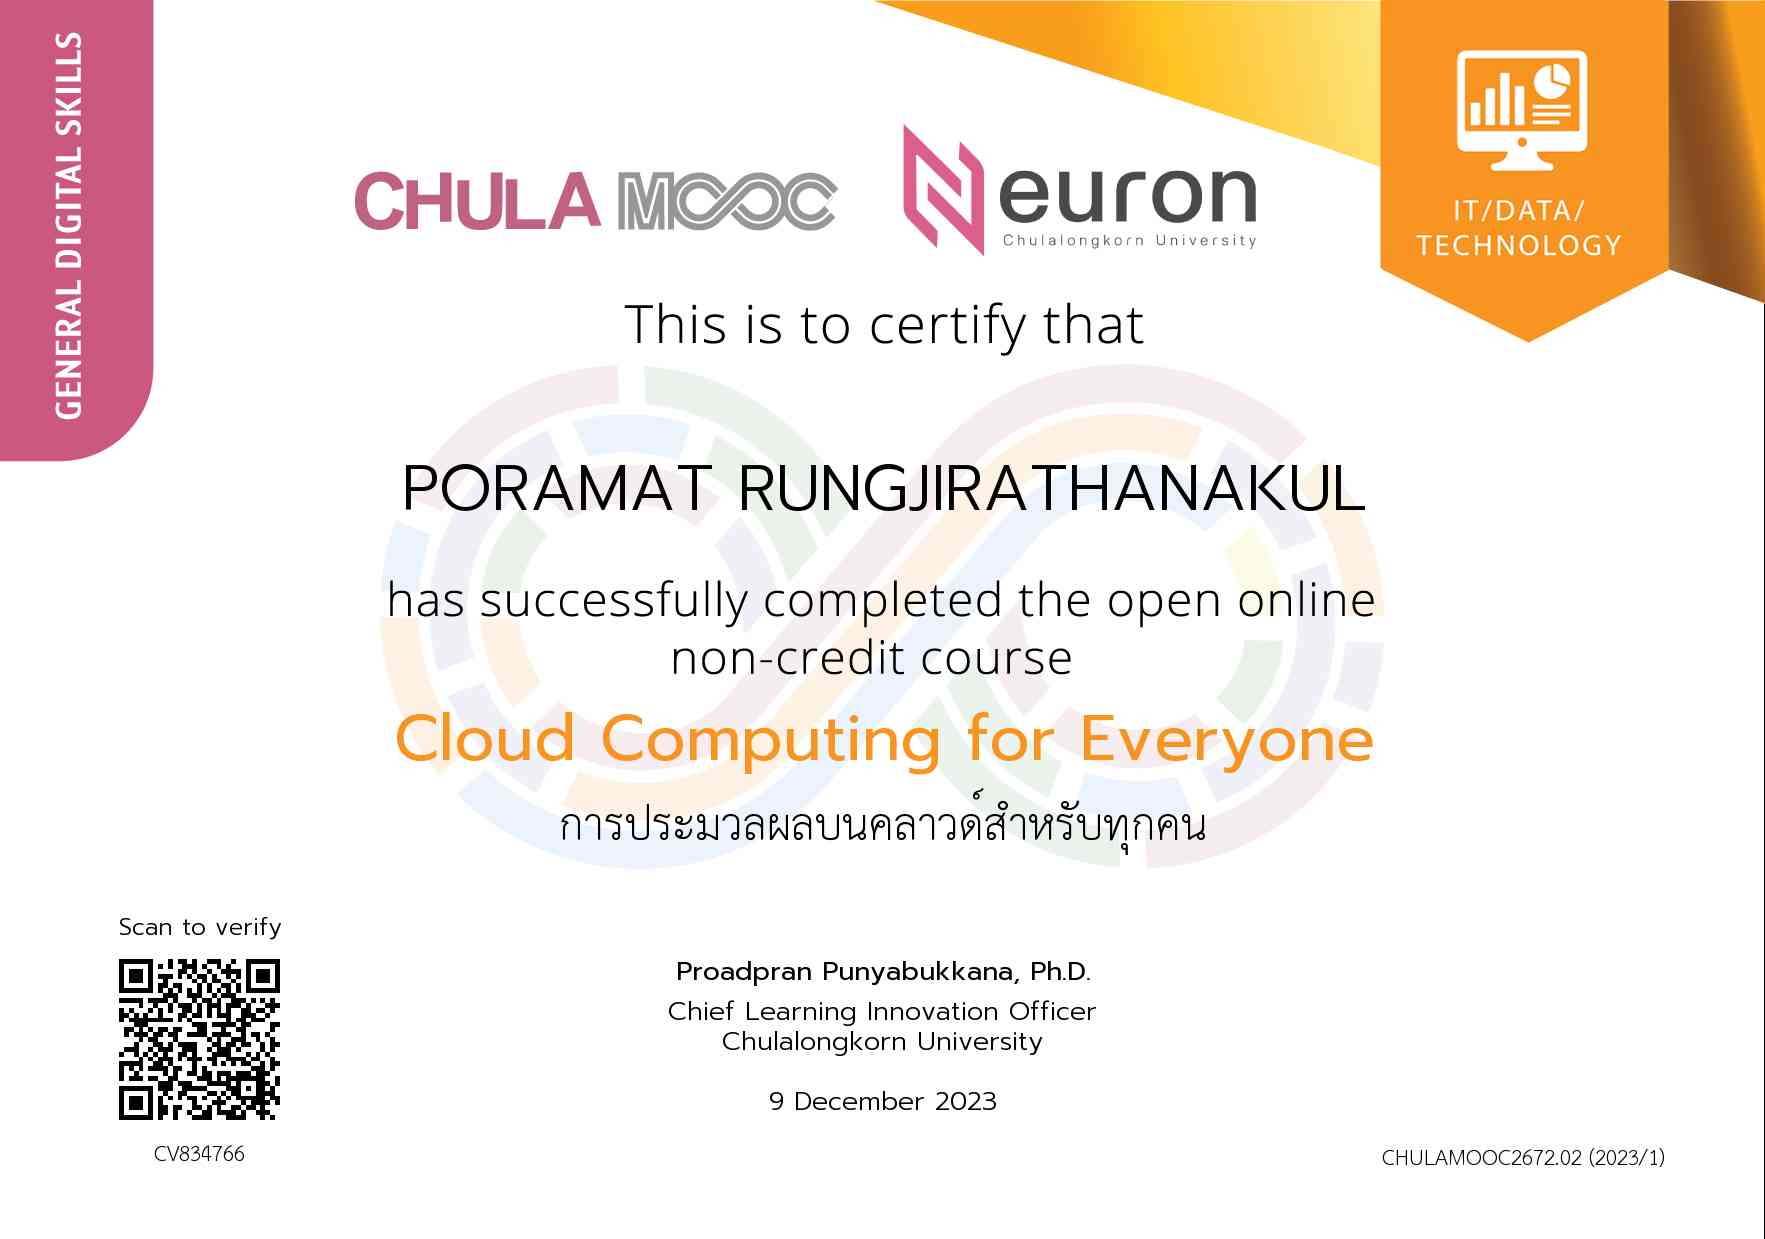 GENERAL DIGITAL SKILLS
CHULA MOOC
Neuron
Chulalongkorn University
IT/DATA/
TECHNOLOGY
This is to certify that
PORAMAT RUNGJIRATHANAKUL
has successfully completed the open online
non-credit course
Cloud Computing for Everyone
การประมวลผลบนคลาวด์สำหรับทุกคน
Scan to verify
CV834766
Proadpran Punyabukkana, Ph.D.
Chief Learning Innovation Officer
Chulalongkorn University
9 December 2023
CHULAMOOC2672.02 (2023/1)